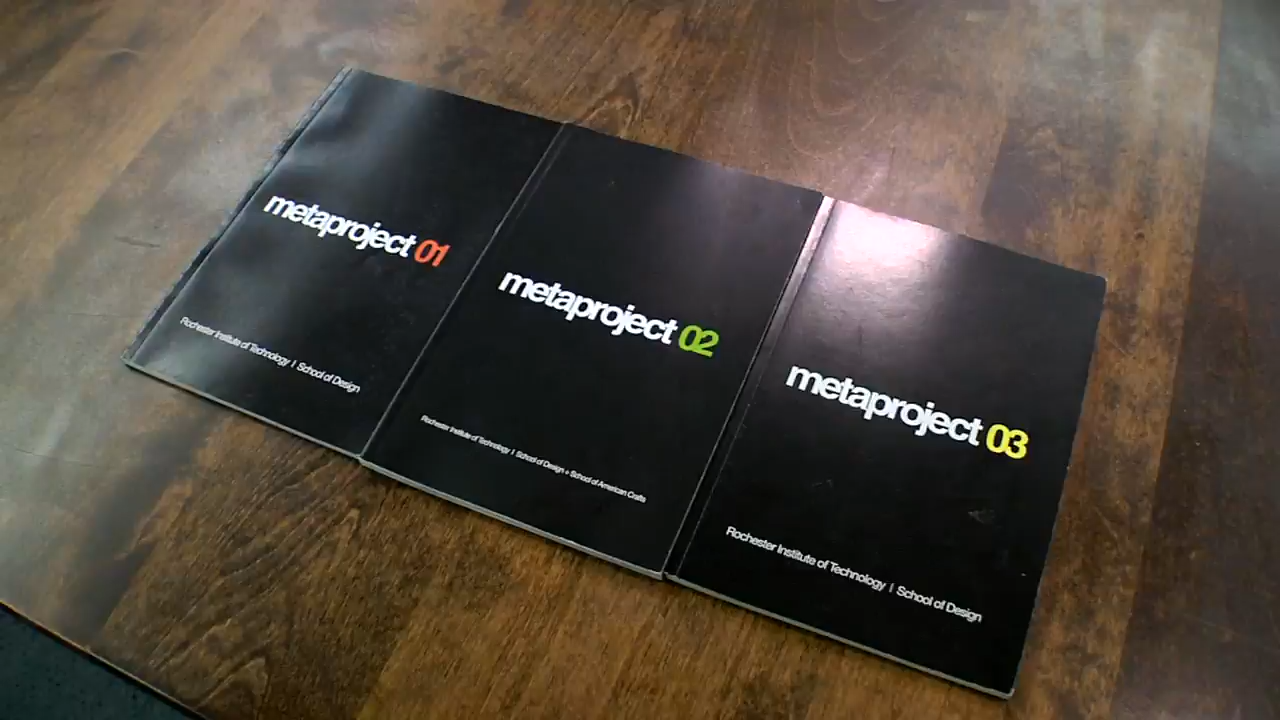 metaproject 01
Rochester Institute of Technology | School of Design
metaproject 02
Rochester Institute of Technology | School of Design + School of American Crafts
metaproject 03
Rochester Institute of Technology | School of Design